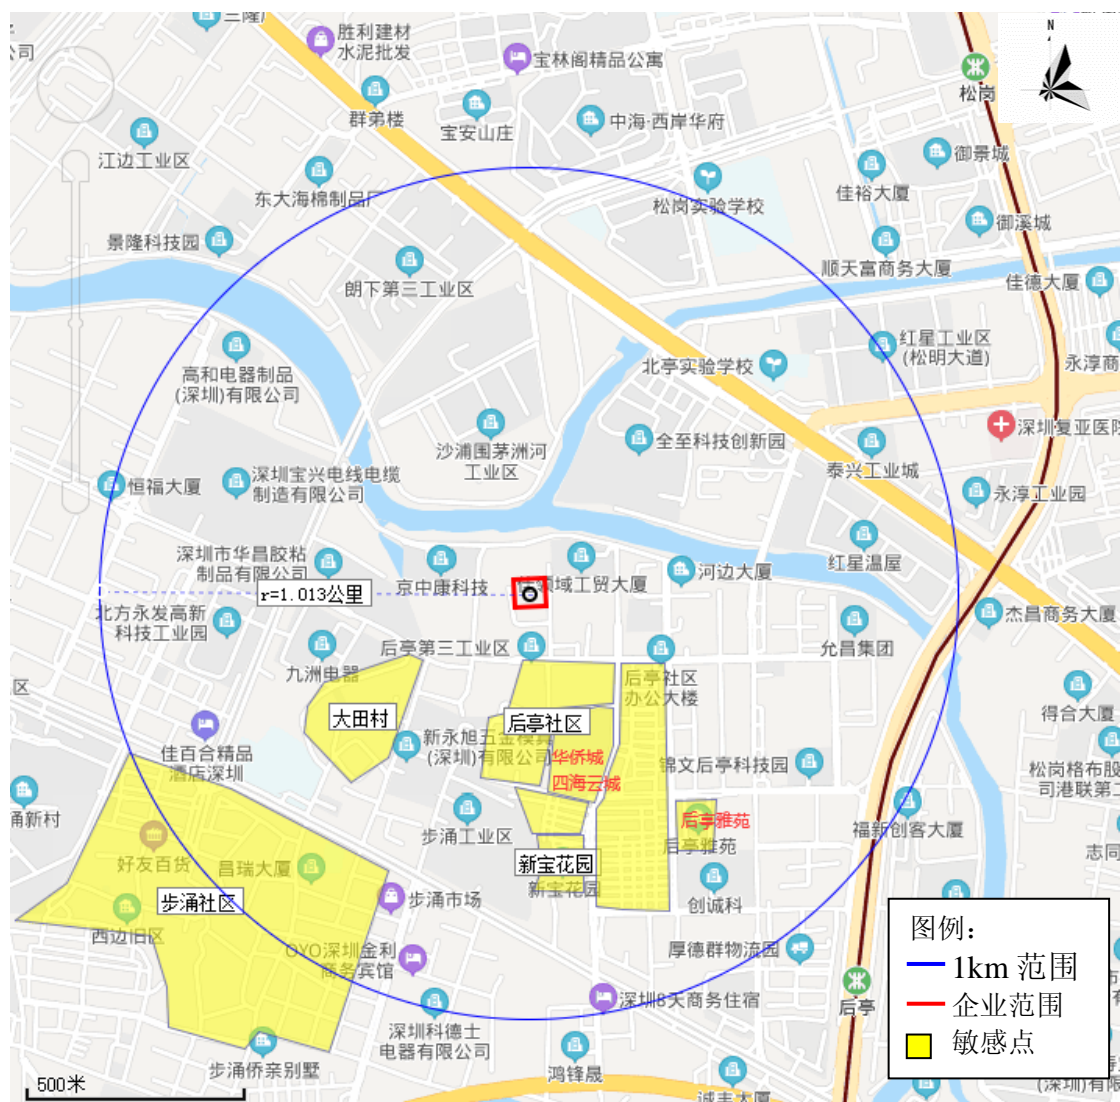 三隆厂
公司
胜利建材
水泥批发
宝林阁精品公寓
N
松岗
群弟楼
宝安山庄
中海·西岸华府
江边工业区
御景城
东大海棉制品厂
松岗实验学校
佳裕大厦
御溪城
景隆科技园
朗下第三工业区
顺天富商务大厦
佳德大厦
红星工业区
(松明大道)
永淳商
高和电器制品
(深圳)有限公司
北亭实验学校
深圳复亚医院
沙浦围茅洲河
工业区
全至科技创新园
泰兴工业城
恒福大厦
深圳宝兴电线电缆
制造有限公司
永淳工业园
深圳市华昌胶粘
制品有限公司
红星温屋
京中康科技
领域工贸大厦
河边大厦
r=1.013公里
北方永发高新
科技工业园
允昌集团
杰昌商务大厦
后亭第三工业区
九洲电器
后亭社区
办公大楼
区
得合大厦
大田村
后亭社区
新永旭五金模具
(深圳)有限公司
华侨城
四海云城
佳百合精品
酒店深圳
锦文后亭科技园
松岗格布股
司港联第二
涌新村
步涌工业区
后亭雅苑
后亭雅苑
福新创客大厦
志同
好友百货
昌瑞大厦
新宝花园
新宝花园
步涌社区
步涌市场
创诚科
西边旧区
OYO深圳金利
商务宾馆
厚德群物流园
图例：
1km 范围
企业范围
敏感点
后亭
深圳8天商务住宿
深圳科德士
电器有限公司
步涌侨亲别墅
鸿锋晟
500米
诚丰大厦
(深圳)有限